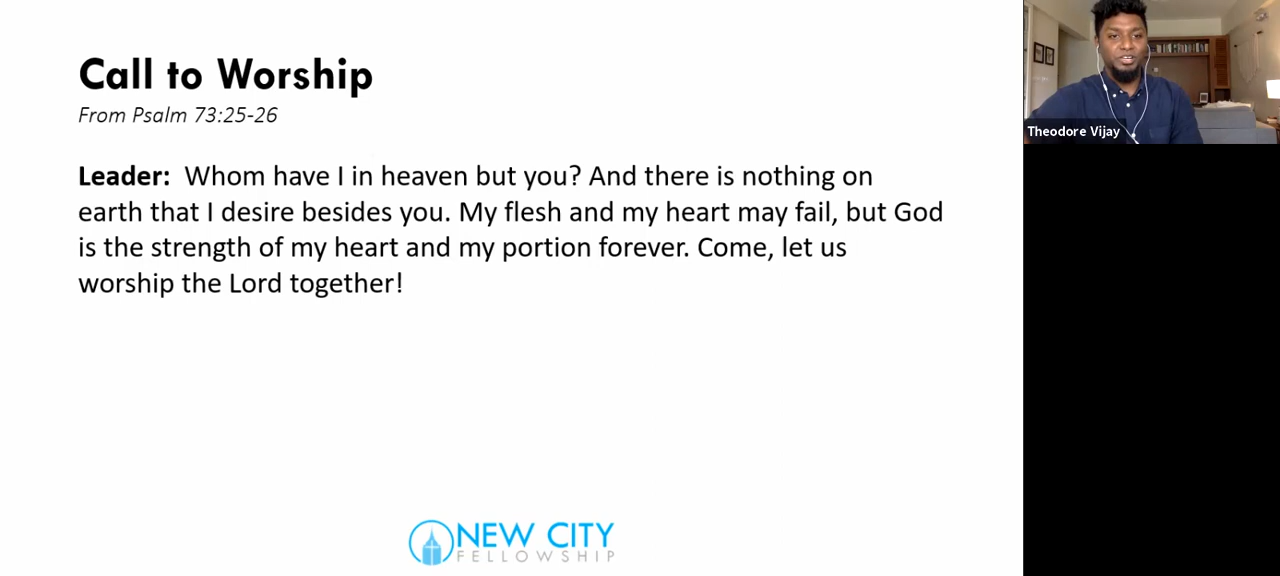 Call to Worship
From Psalm 73:25-26
Leader: Whom have I in heaven but you? And there is nothing on
earth that I desire besides you. My flesh and my heart may fail, but God
is the strength of my heart and my portion forever. Come, let us
worship the Lord together!
NEW CITY
FELLOWSHIP
Theodore Vijay